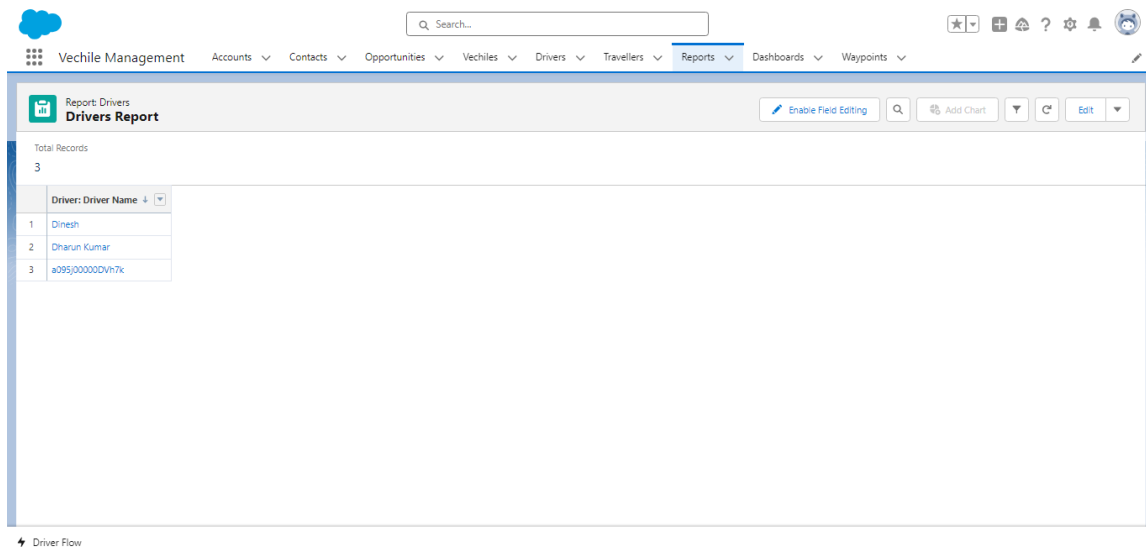 Search...
Vechile Management Accounts Contacts Opportunities Vechiles Drivers Travellers Reports Dashboards Waypoints
Report: Drivers
Drivers Report
Enable Field Editing Add Chart Edit
Total Records
3
Driver: Driver Name
1 Dinesh
2 Dharun Kumar
3 a095j00000DVh7k
Driver Flow